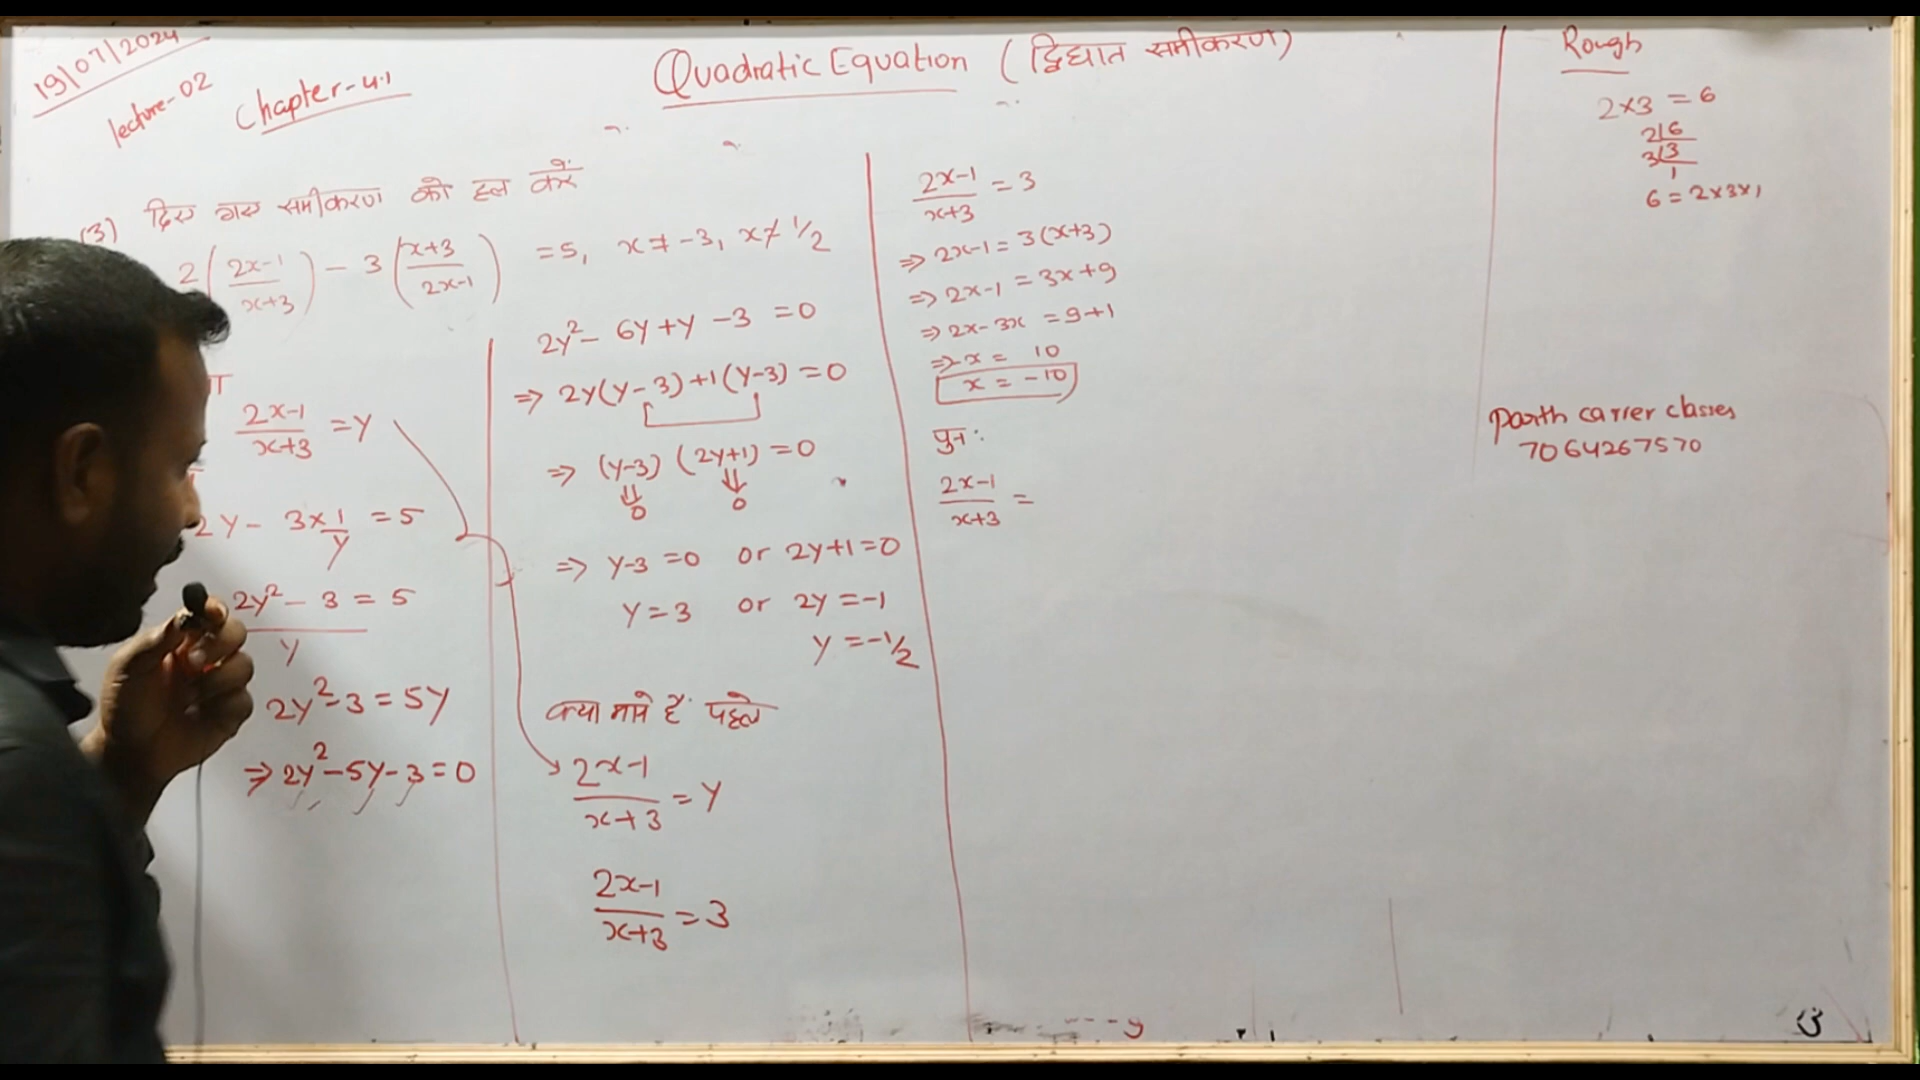 19/07/2024
lecture-02
Chapter-4.1
Quadratic Equation (द्विघात समीकरण)
(3) दिए गए समीकरण को हल करें
2(2x-1/x+3) - 3(x+3/2x-1) = 5, x ≠ -3, x ≠ 1/2
2x-1/x+3 = y
2y - 3×1/y = 5
2y² - 3/y = 5
2y² - 3 = 5y
⇒ 2y² - 5y - 3 = 0
2y² - 6y + y - 3 = 0
⇒ 2y(y-3) + 1(y-3) = 0
⇒ (y-3) (2y+1) = 0
0 0
⇒ y-3 = 0 or 2y+1 = 0
y = 3 or 2y = -1
y = -1/2
क्या माने हैं पहले
2x-1/x+3 = y
2x-1/x+3 = 3
2x-1/x+3 = 3
⇒ 2x-1 = 3(x+3)
⇒ 2x-1 = 3x+9
⇒ 2x-3x = 9+1
⇒ -x = 10
x = -10
पुन:
2x-1/x+3 =
Rough
2×3 = 6
2|6
3|3
1
6 = 2×3×1
Parth carrer classes
7064267570